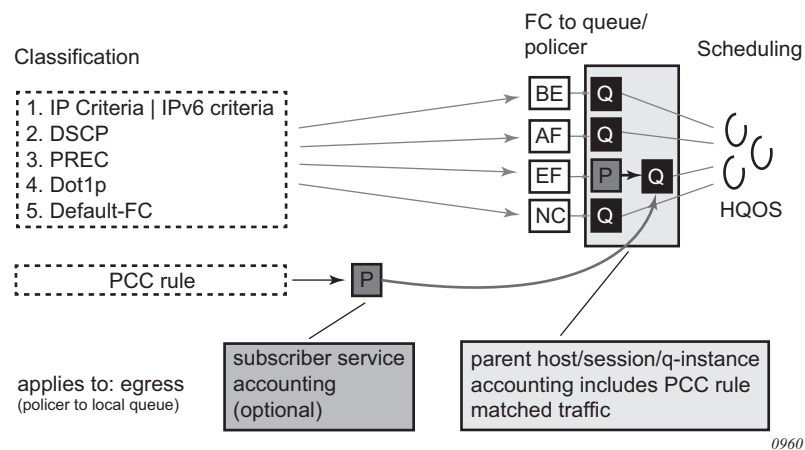 FC to queue/
policer
Scheduling
Classification
1. IP Criteria | IPv6 criteria
2. DSCP
3. PREC
4. Dot1p
5. Default-FC
BE
Q
AF
Q
EF
P
Q
NC
Q
HQOS
PCC rule
P
applies to: egress
(policer to local queue)
subscriber service
accounting
(optional)
parent host/session/q-instance
accounting includes PCC rule
matched traffic
0960